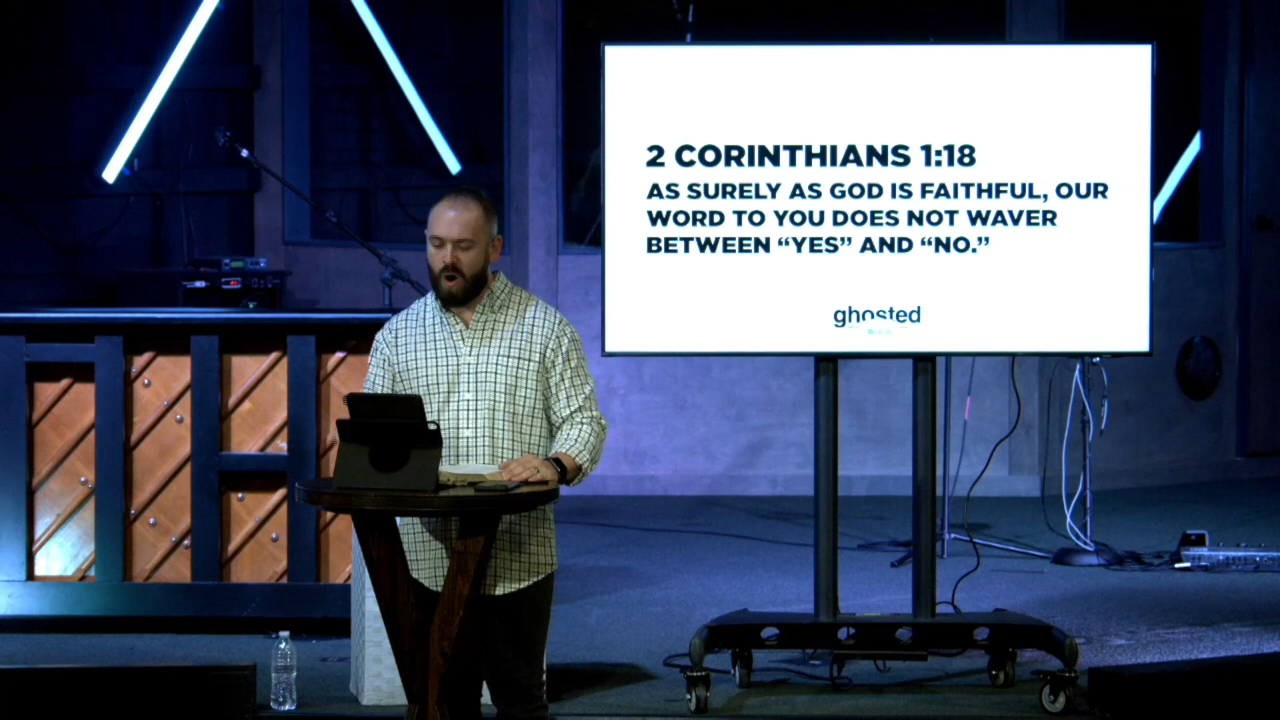 2 CORINTHIANS 1:18
AS SURELY AS GOD IS FAITHFUL, OUR
WORD TO YOU DOES NOT WAVER
BETWEEN “YES” AND “NO.”
ghosted